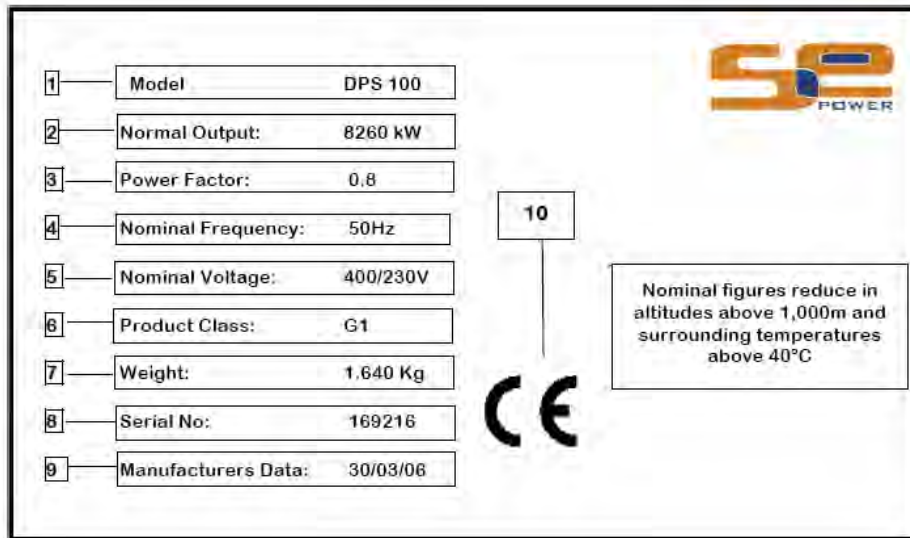 1 Model DPS 100
2 Normal Output: 8260 kW
3 Power Factor: 0.8
4 Nominal Frequency: 50Hz
5 Nominal Voltage: 400/230V
6 Product Class: G1
7 Weight: 1.640 Kg
8 Serial No: 169216
9 Manufacturers Data: 30/03/06
S2
POWER
10
CE
Nominal figures reduce in
altitudes above 1,000m and
surrounding temperatures
above 40°C